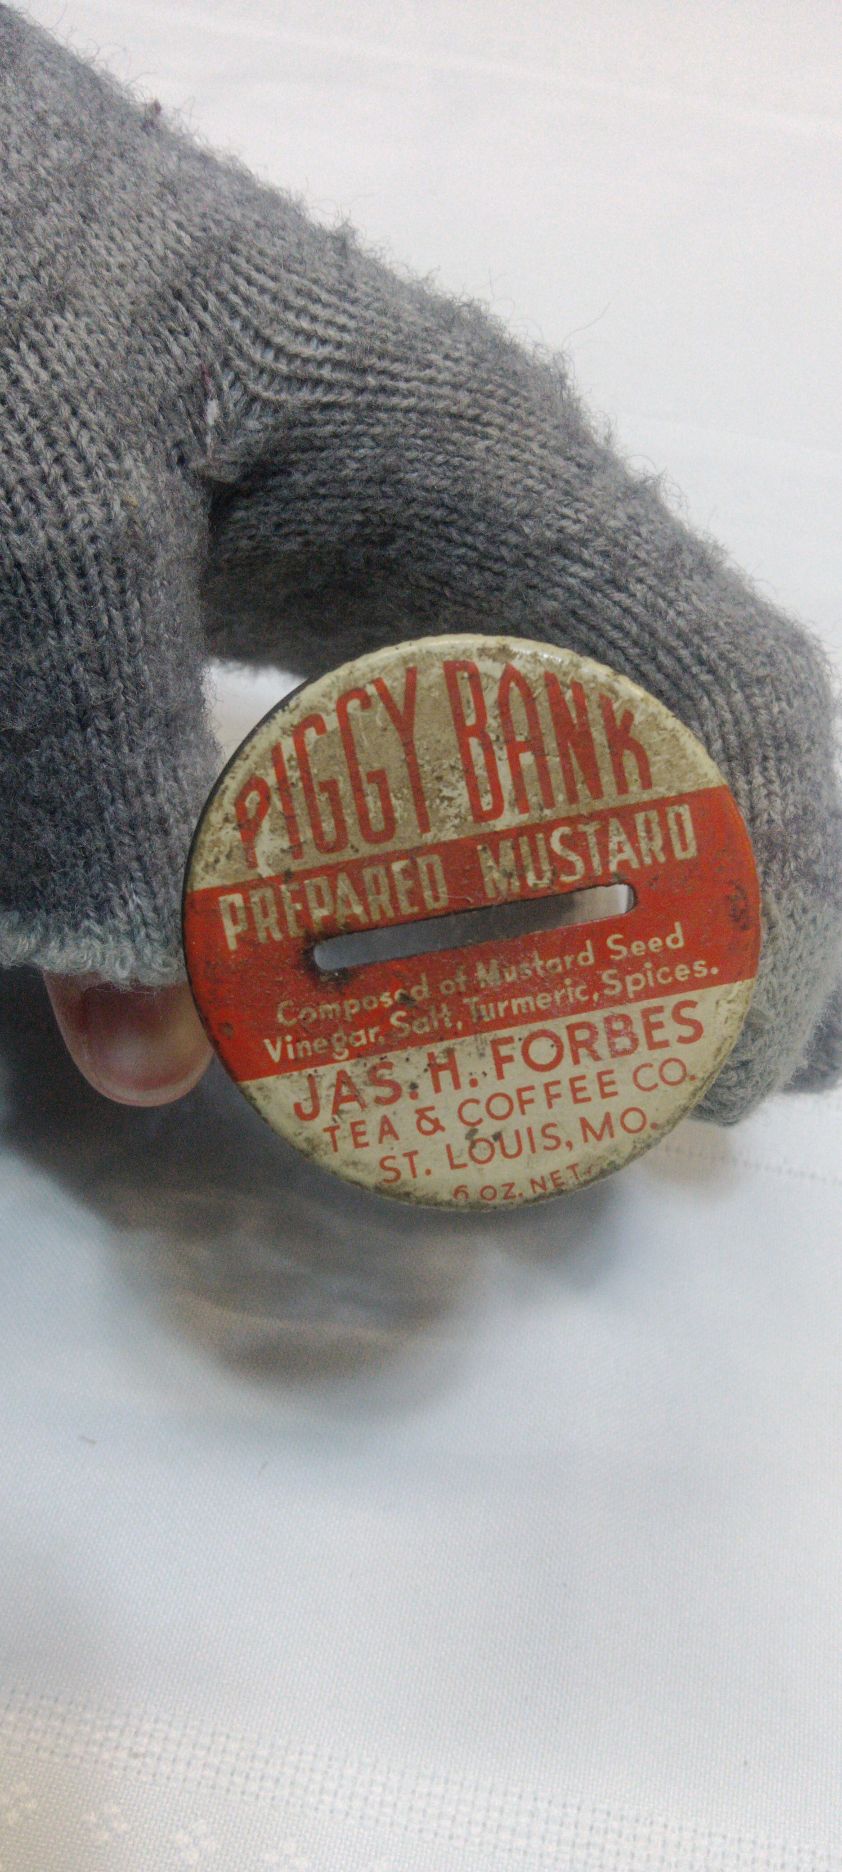 PIGGY BANK
PREPARED MUSTARD
Composed of Mustard Seed
Vinegar, Salt, Turmeric, Spices.
JAS. H. FORBES
TEA & COFFEE CO.
ST. LOUIS, MO.
6 OZ. NET